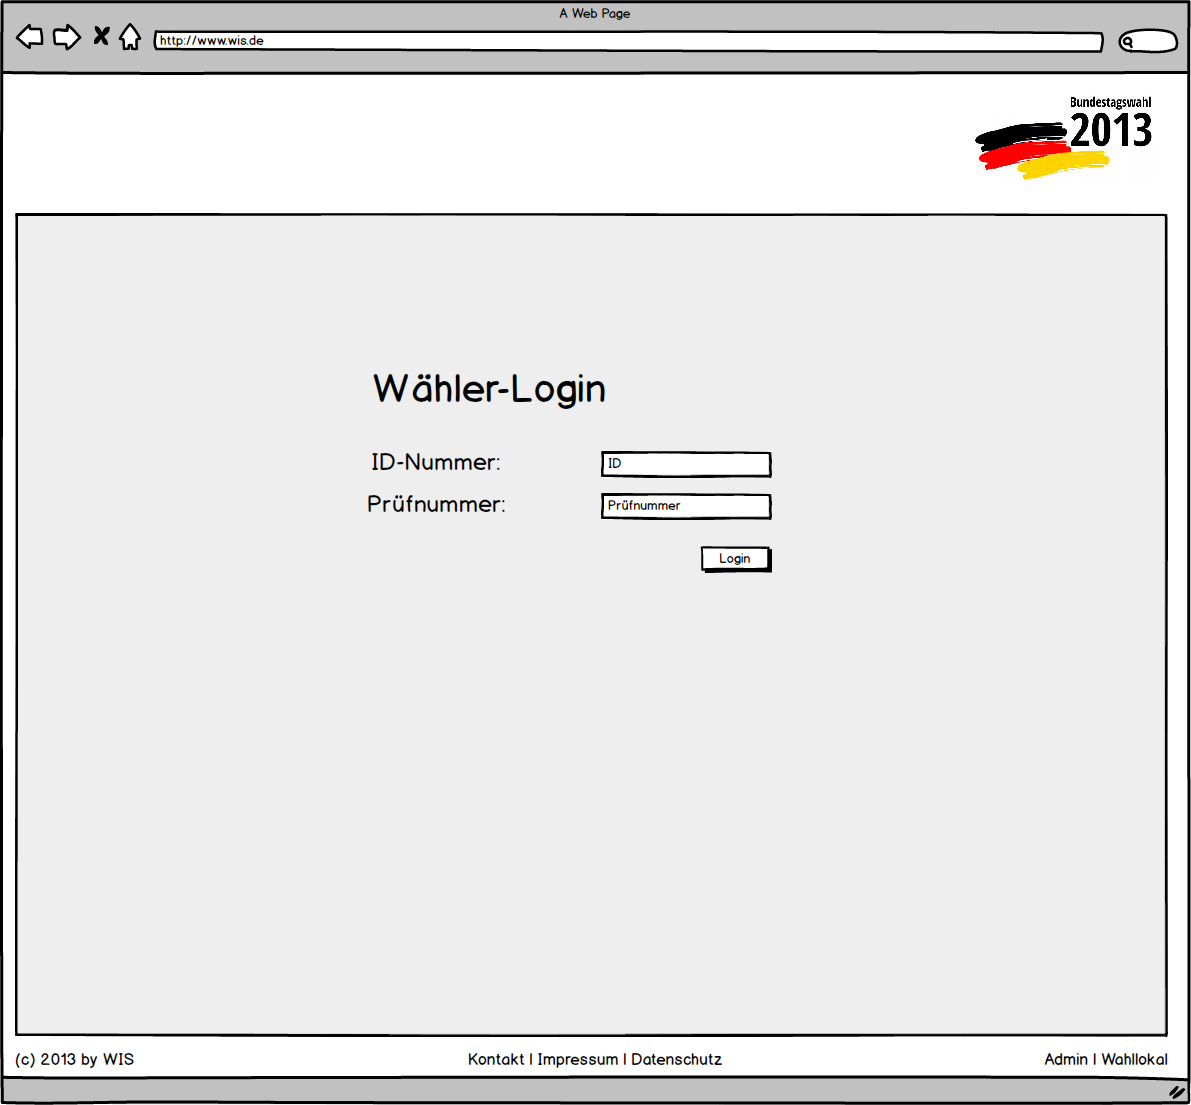 A Web Page
http://www.wis.de
Bundestagswahl
2013
Wähler-Login
ID-Nummer:
ID
Prüfnummer:
Prüfnummer
Login
(c) 2013 by WIS
Kontakt | Impressum | Datenschutz
Admin | Wahllokal